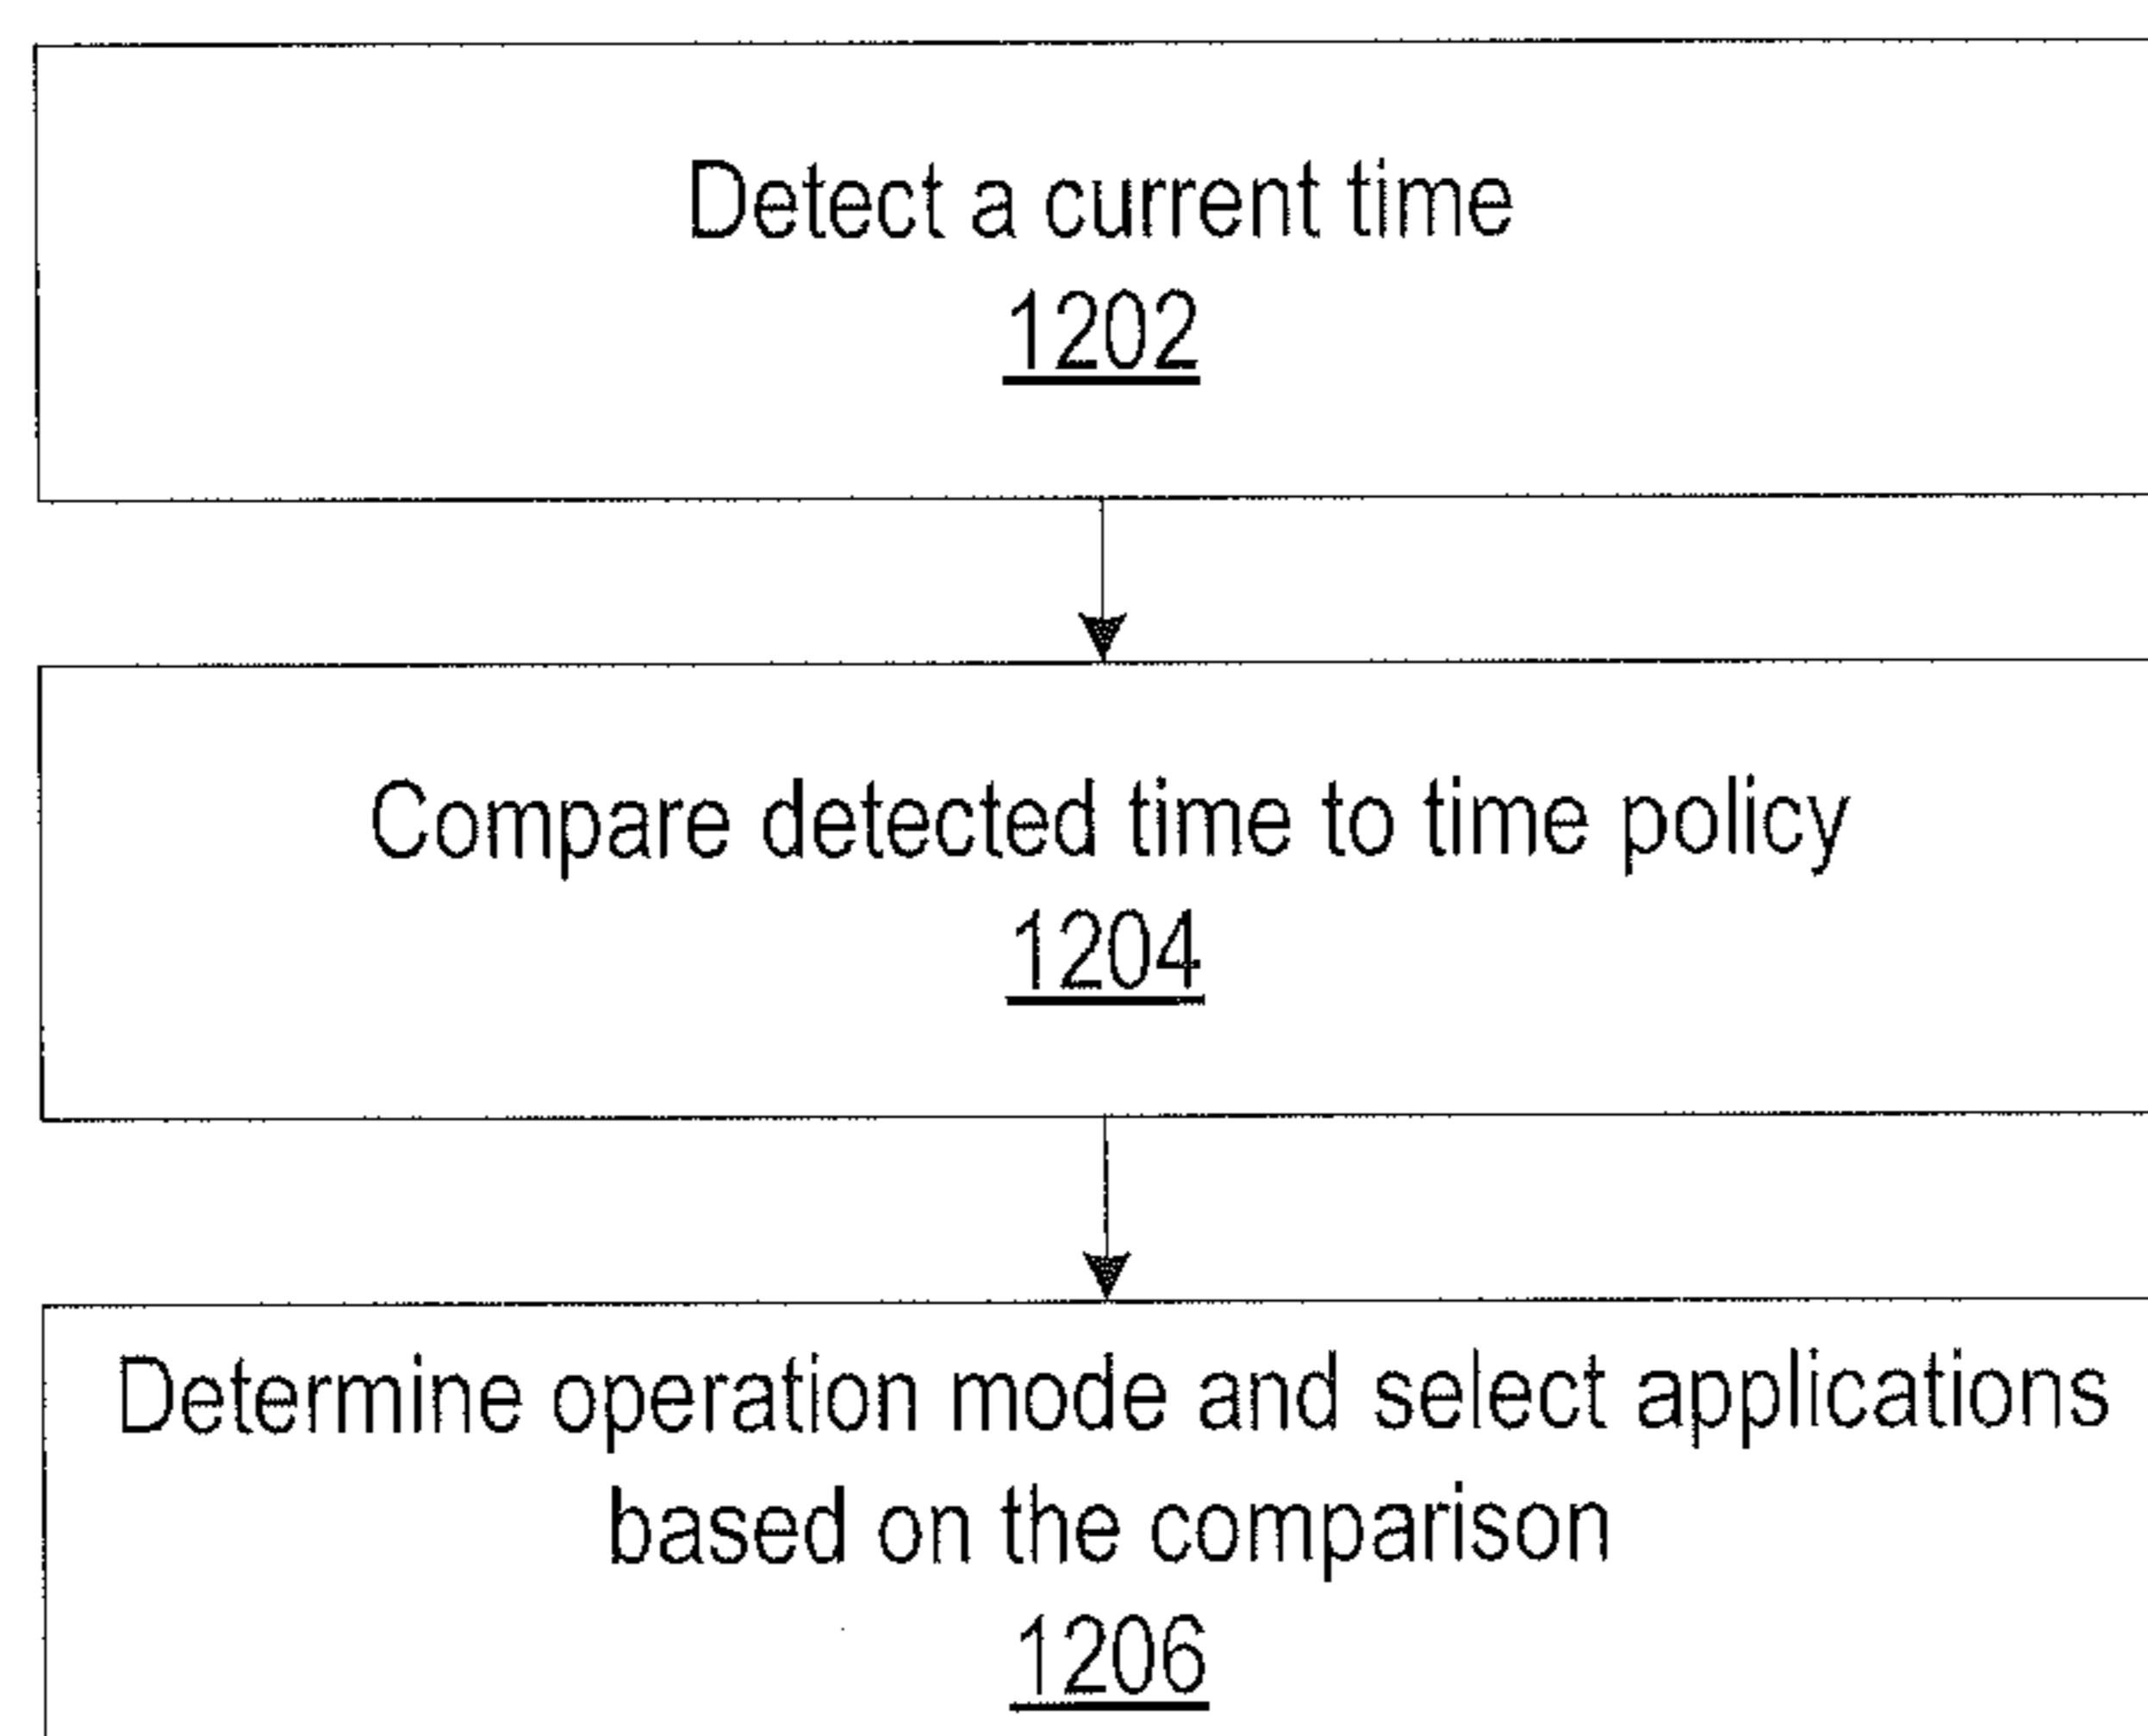 Detect a current time
1202
Compare detected time to time policy
1204
Determine operation mode and select applications
based on the comparison
1206